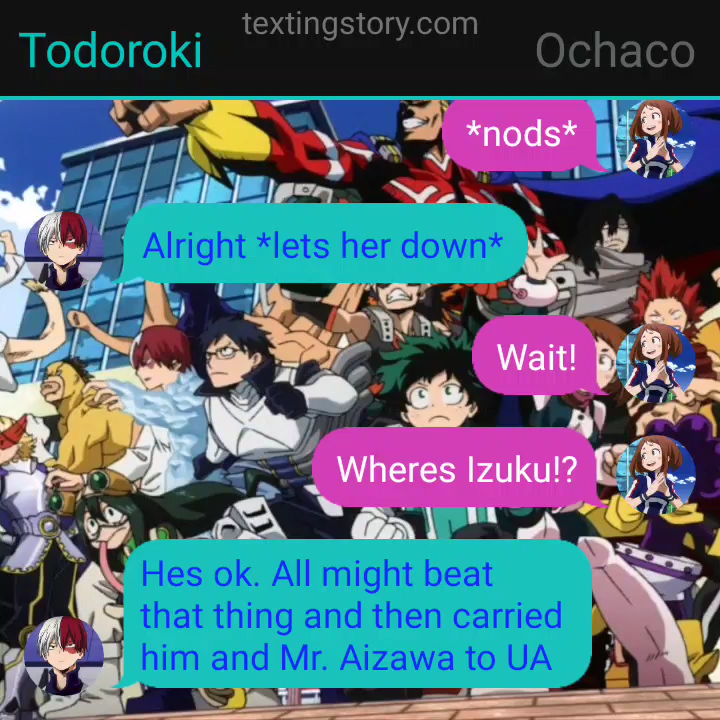 textingstory.com
Todoroki
Ochaco
*nods*
Alright *lets her down*
Wait!
Wheres Izuku!?
Hes ok. All might beat
that thing and then carried
him and Mr. Aizawa to UA